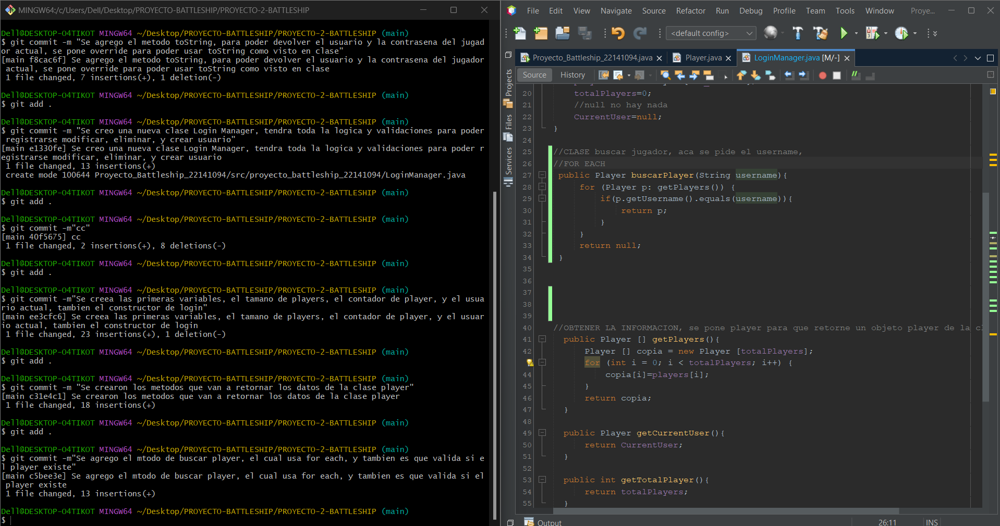 MINGW64:/c/Users/Dell/Desktop/PROYECTO-BATTLESHIP/PROYECTO-2-BATTLESHIP
Dell@DESKTOP-O4TIKOT MINGW64 ~/Desktop/PROYECTO-BATTLESHIP/PROYECTO-2-BATTLESHIP (main)
$ git commit -m "Se agrego el metodo toString, para poder devolver el usuario y la contrasena del jugad
or actual, se pone override para poder usar toString como visto en clase"
[main f8cac6f] Se agrego el metodo toString, para poder devolver el usuario y la contrasena del jugador
 actual, se pone override para poder usar toString como visto en clase
 1 file changed, 7 insertions(+), 1 deletion(-)
Dell@DESKTOP-O4TIKOT MINGW64 ~/Desktop/PROYECTO-BATTLESHIP/PROYECTO-2-BATTLESHIP (main)
$ git add .
Dell@DESKTOP-O4TIKOT MINGW64 ~/Desktop/PROYECTO-BATTLESHIP/PROYECTO-2-BATTLESHIP (main)
$ git commit -m "Se creo una nueva clase Login Manager, tendra toda la logica y validaciones para poder
 registrarse modificar, eliminar, y crear usuario"
[main e1330fe] Se creo una nueva clase Login Manager, tendra toda la logica y validaciones para poder r
egistrarse modificar, eliminar, y crear usuario
 1 file changed, 13 insertions(+)
 create mode 100644 Proyecto_Battleship_22141094/src/proyecto_battleship_22141094/LoginManager.java
Dell@DESKTOP-O4TIKOT MINGW64 ~/Desktop/PROYECTO-BATTLESHIP/PROYECTO-2-BATTLESHIP (main)
$ git add .
Dell@DESKTOP-O4TIKOT MINGW64 ~/Desktop/PROYECTO-BATTLESHIP/PROYECTO-2-BATTLESHIP (main)
$ git commit -m"cc"
[main 40f5675] cc
 1 file changed, 2 insertions(+), 8 deletions(-)
Dell@DESKTOP-O4TIKOT MINGW64 ~/Desktop/PROYECTO-BATTLESHIP/PROYECTO-2-BATTLESHIP (main)
$ git add .
Dell@DESKTOP-O4TIKOT MINGW64 ~/Desktop/PROYECTO-BATTLESHIP/PROYECTO-2-BATTLESHIP (main)
$ git commit -m"Se creea las primeras variables, el tamano de players, el contador de player, y el usua
rio actual, tambien el constructor de login"
[main ee3cfc6] Se creea las primeras variables, el tamano de players, el contador de player, y el usuar
io actual, tambien el constructor de login
 1 file changed, 23 insertions(+), 1 deletion(-)
Dell@DESKTOP-O4TIKOT MINGW64 ~/Desktop/PROYECTO-BATTLESHIP/PROYECTO-2-BATTLESHIP (main)
$ git add .
Dell@DESKTOP-O4TIKOT MINGW64 ~/Desktop/PROYECTO-BATTLESHIP/PROYECTO-2-BATTLESHIP (main)
$ git commit -m "Se crearon los metodos que van a retornar los datos de la clase player"
[main c31e4c1] Se crearon los metodos que van a retornar los datos de la clase player
 1 file changed, 18 insertions(+)
Dell@DESKTOP-O4TIKOT MINGW64 ~/Desktop/PROYECTO-BATTLESHIP/PROYECTO-2-BATTLESHIP (main)
$ git add .
Dell@DESKTOP-O4TIKOT MINGW64 ~/Desktop/PROYECTO-BATTLESHIP/PROYECTO-2-BATTLESHIP (main)
$ git commit -m"Se agrego el mtodo de buscar player, el cual usa for each, y tambien es que valida si e
l player existe"
[main c5bee3e] Se agrego el mtodo de buscar player, el cual usa for each, y tambien es que valida si el
 player existe
 1 file changed, 13 insertions(+)
Dell@DESKTOP-O4TIKOT MINGW64 ~/Desktop/PROYECTO-BATTLESHIP/PROYECTO-2-BATTLESHIP (main)
$
File Edit View Navigate Source Refactor Run Debug Profile Team Tools Window Proye...
<default config>
Proyecto_Battleship_22141094.java Player.java LoginManager.java [M/-]
Source History
Projects
Files
Services
20 totalPlayers=0;
21 //null no hay nada
22 CurrentUser=null;
23 }
24
25 //CLASE buscar jugador, aca se pide el username,
26 //FOR EACH
27 public Player buscarPlayer(String username){
28 for (Player p: getPlayers()) {
29 if(p.getUsername().equals(username)){
30 return p;
31 }
32 }
33 return null;
34 }
35
36
37
38
39
40 //OBTENER LA INFORMACION, se pone player para que retorne un objeto player de la c
41 public Player [] getPlayers(){
42 Player [] copia = new Player [totalPlayers];
for (int i = 0; i < totalPlayers; i++) {
44 copia[i]=players[i];
45 }
46 return copia;
47 }
48
49 public Player getCurrentUser(){
50 return CurrentUser;
51 }
52
53 public int getTotalPlayer(){
54 return totalPlayers;
55 }
Output
26:11 INS